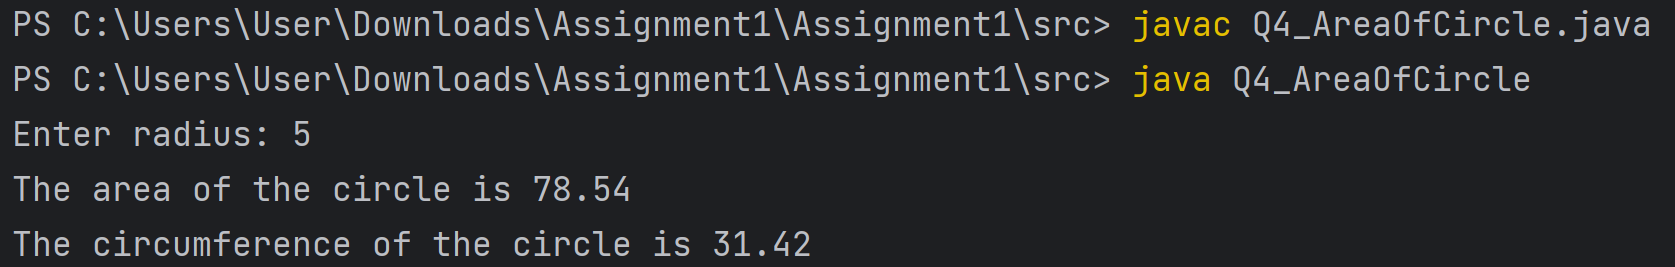 PS C:\Users\User\Downloads\Assignment1\Assignment1\src> javac Q4_AreaOfCircle.java
PS C:\Users\User\Downloads\Assignment1\Assignment1\src> java Q4_AreaOfCircle
Enter radius: 5
The area of the circle is 78.54
The circumference of the circle is 31.42